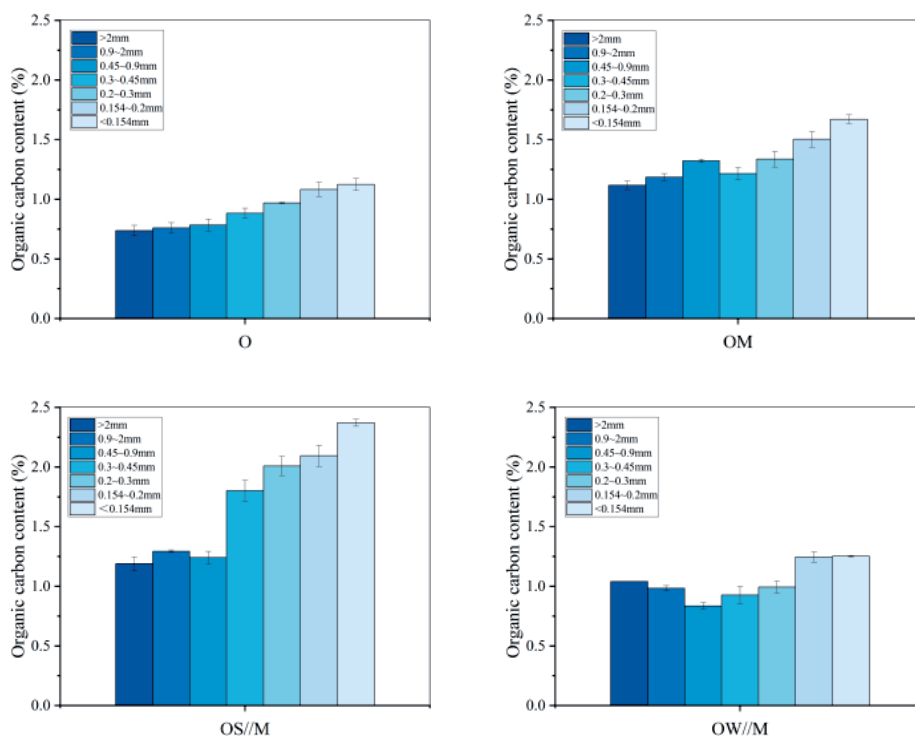 2.5
2.0
1.5
1.0
0.5
0.0
Organic carbon content (%)
>2mm
0.9~2mm
0.45~0.9mm
0.3~0.45mm
0.2~0.3mm
0.154~0.2mm
<0.154mm
O
2.5
2.0
1.5
1.0
0.5
0.0
Organic carbon content (%)
>2mm
0.9~2mm
0.45~0.9mm
0.3~0.45mm
0.2~0.3mm
0.154~0.2mm
<0.154mm
OM
2.5
2.0
1.5
1.0
0.5
0.0
Organic carbon content (%)
>2mm
0.9~2mm
0.45~0.9mm
0.3~0.45mm
0.2~0.3mm
0.154~0.2mm
<0.154mm
OS//M
2.5
2.0
1.5
1.0
0.5
0.0
Organic carbon content (%)
>2mm
0.9~2mm
0.45~0.9mm
0.3~0.45mm
0.2~0.3mm
0.154~0.2mm
<0.154mm
OW//M